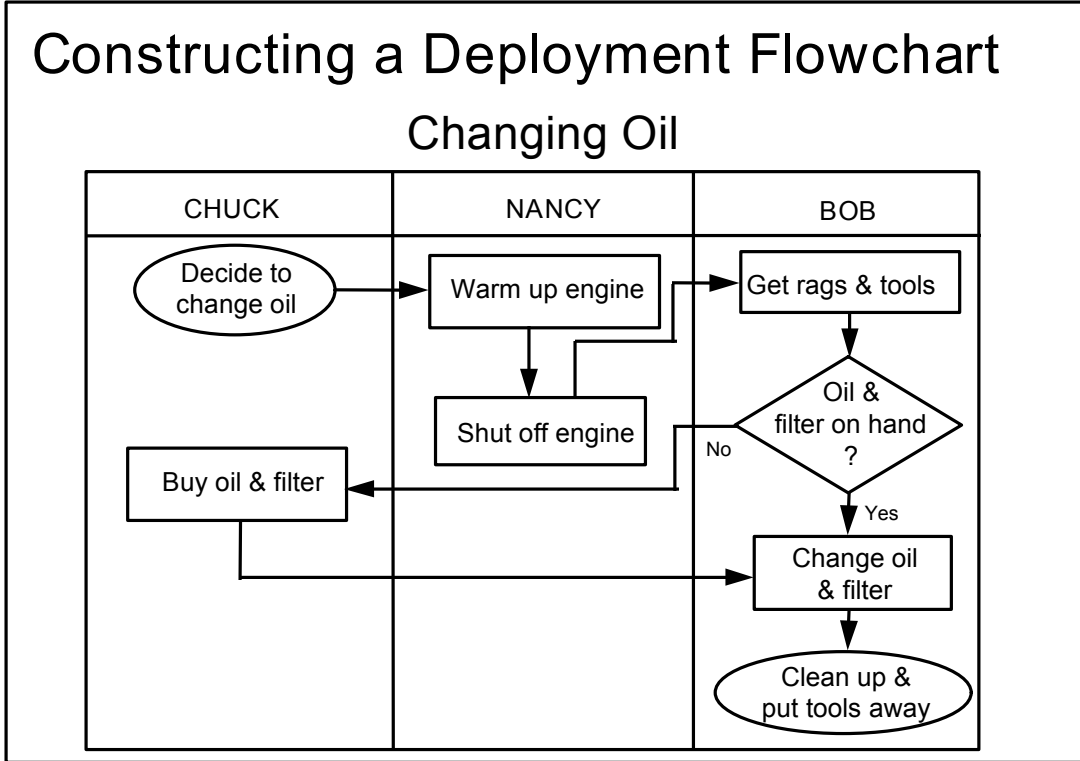 Constructing a Deployment Flowchart
Changing Oil
CHUCK
NANCY
BOB
Decide to
change oil
Warm up engine
Get rags & tools
Shut off engine
Oil &
filter on hand
?
No
Buy oil & filter
Yes
Change oil
& filter
Clean up &
put tools away